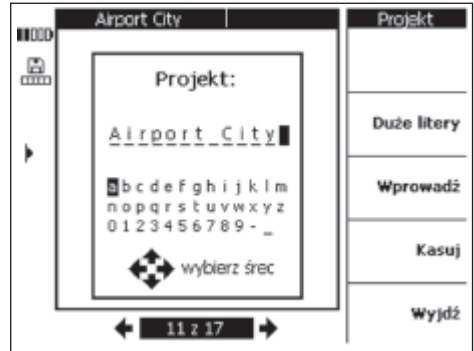 Airport City
Projekt
Projekt:
Airport City
abcdefghijklm
nopqrstuvwxyz
0123456789-_
wybierz śrec
11 z 17
Duże litery
Wprowadź
Kasuj
Wyjdź